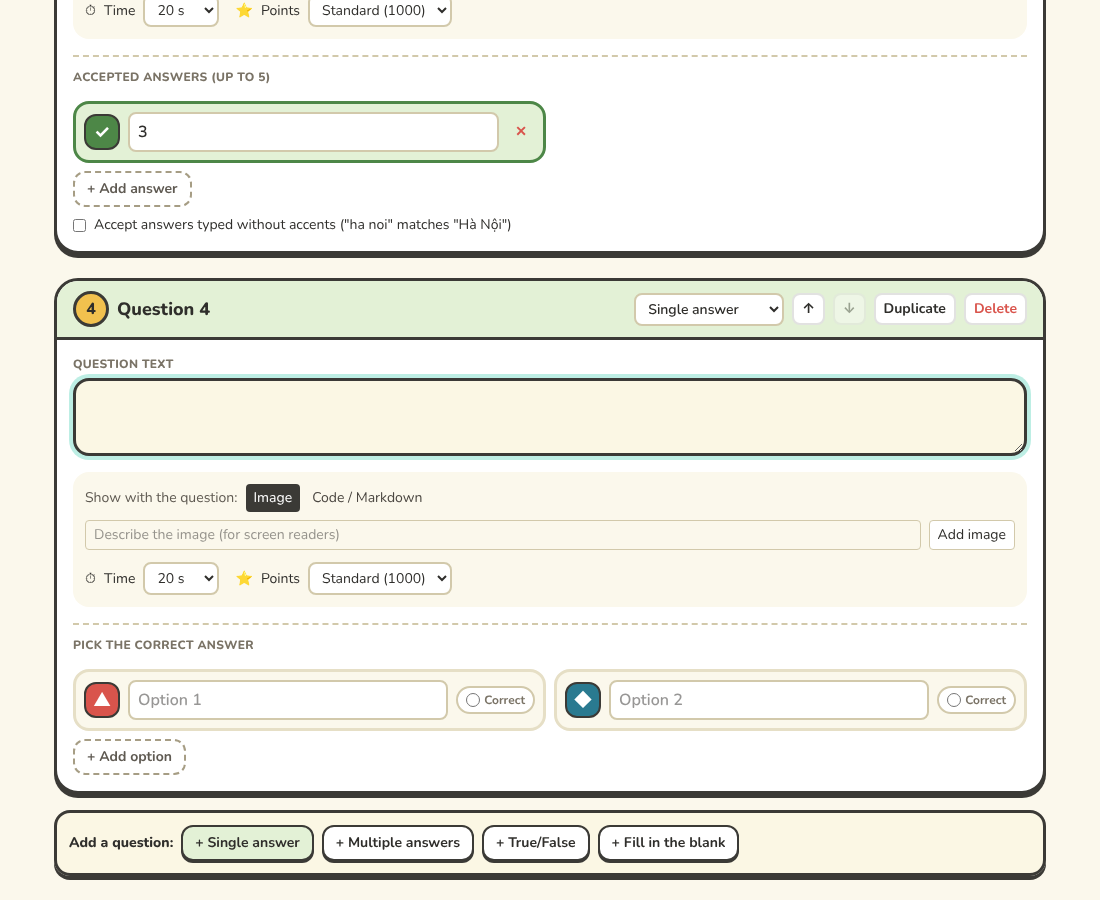 Time 20 s Points Standard (1000)
ACCEPTED ANSWERS (UP TO 5)
3
+ Add answer
Accept answers typed without accents ("ha noi" matches "Hà Nội")
4 Question 4 Single answer Duplicate Delete
QUESTION TEXT
Show with the question: Image Code / Markdown
Describe the image (for screen readers) Add image
Time 20 s Points Standard (1000)
PICK THE CORRECT ANSWER
Option 1 Correct Option 2 Correct
+ Add option
Add a question: + Single answer + Multiple answers + True/False + Fill in the blank